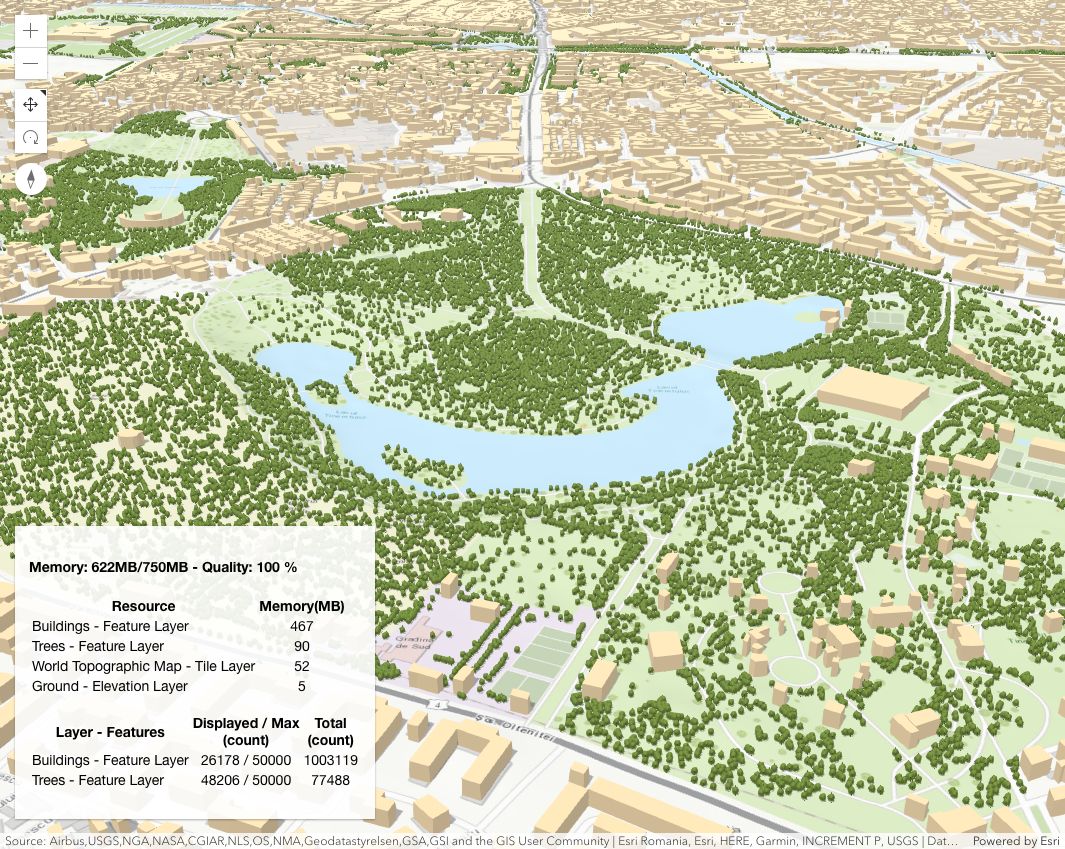 Gradina
de Sud
4
Șos Oltenitei
Memory: 622MB/750MB - Quality: 100 %
Resource Memory(MB)
Buildings - Feature Layer 467
Trees - Feature Layer 90
World Topographic Map - Tile Layer 52
Ground - Elevation Layer 5
Layer - Features Displayed / Max Total
(count) (count)
Buildings - Feature Layer 26178 / 50000 1003119
Trees - Feature Layer 48206 / 50000 77488
Source: Airbus,USGS,NGA,NASA,CGIAR,NLS,OS,NMA,Geodatastyrelsen,GSA,GSI and the GIS User Community | Esri Romania, Esri, HERE, Garmin, INCREMENT P, USGS | Dat... Powered by Esri